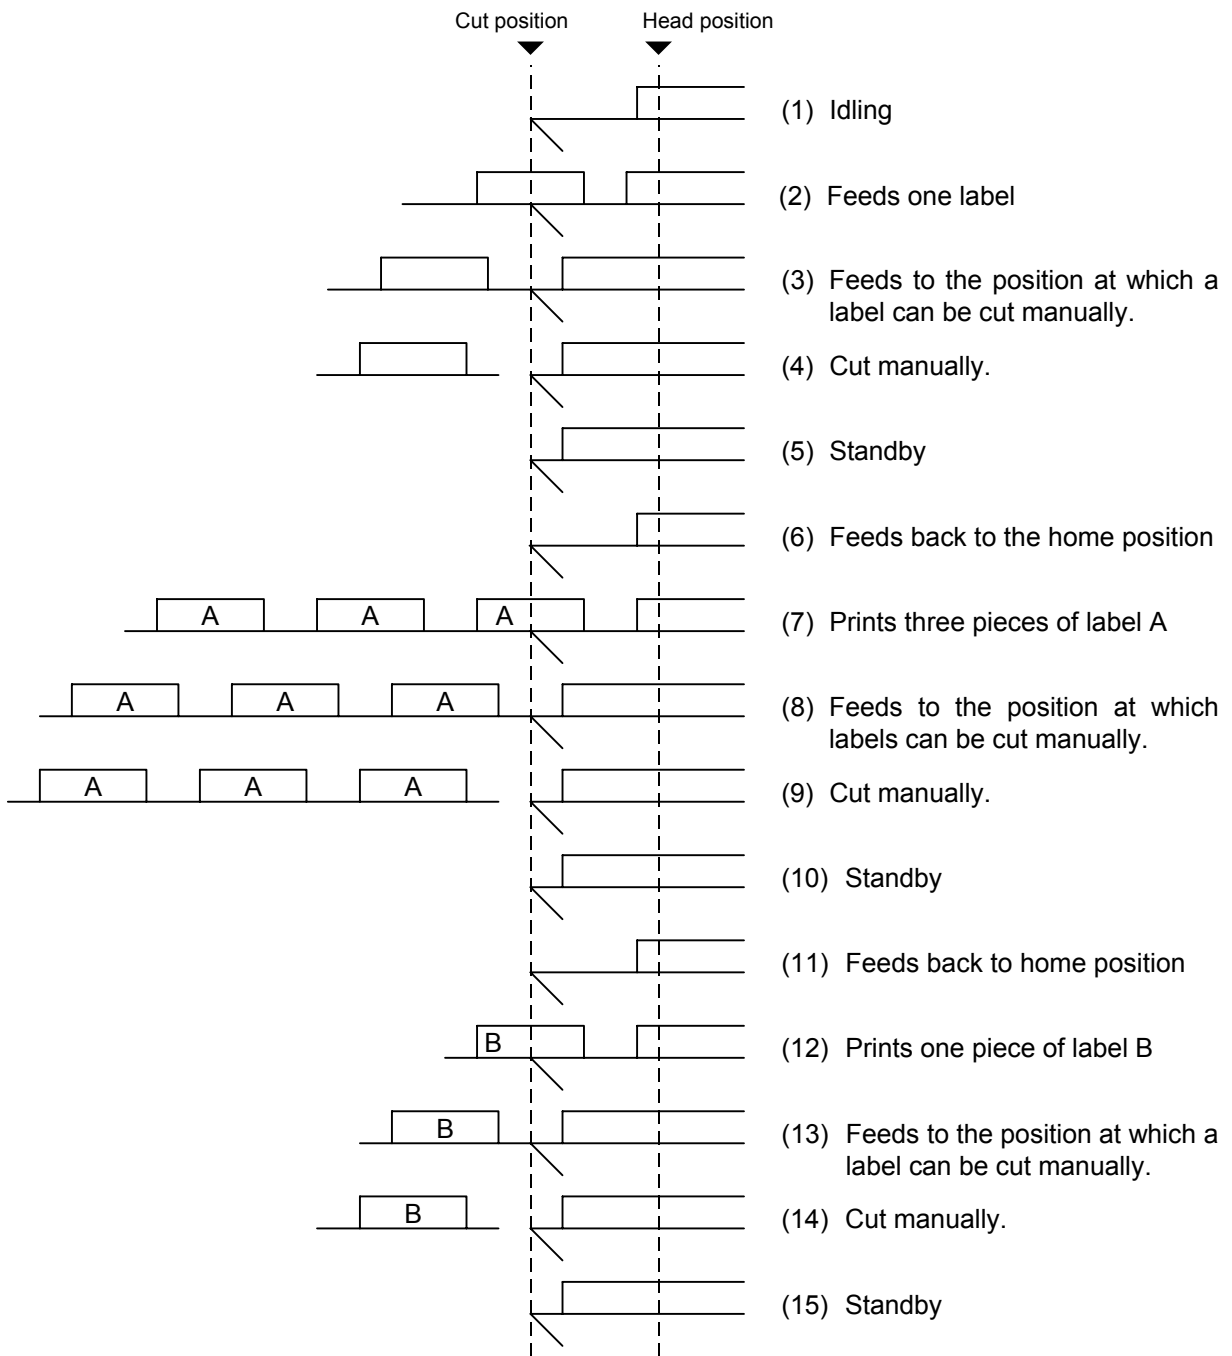 Cut position Head position
(1) Idling
(2) Feeds one label
(3) Feeds to the position at which a
label can be cut manually.
(4) Cut manually.
(5) Standby
(6) Feeds back to the home position
A A A (7) Prints three pieces of label A
A A A (8) Feeds to the position at which
labels can be cut manually.
A A A (9) Cut manually.
(10) Standby
(11) Feeds back to home position
B (12) Prints one piece of label B
B (13) Feeds to the position at which a
label can be cut manually.
B (14) Cut manually.
(15) Standby